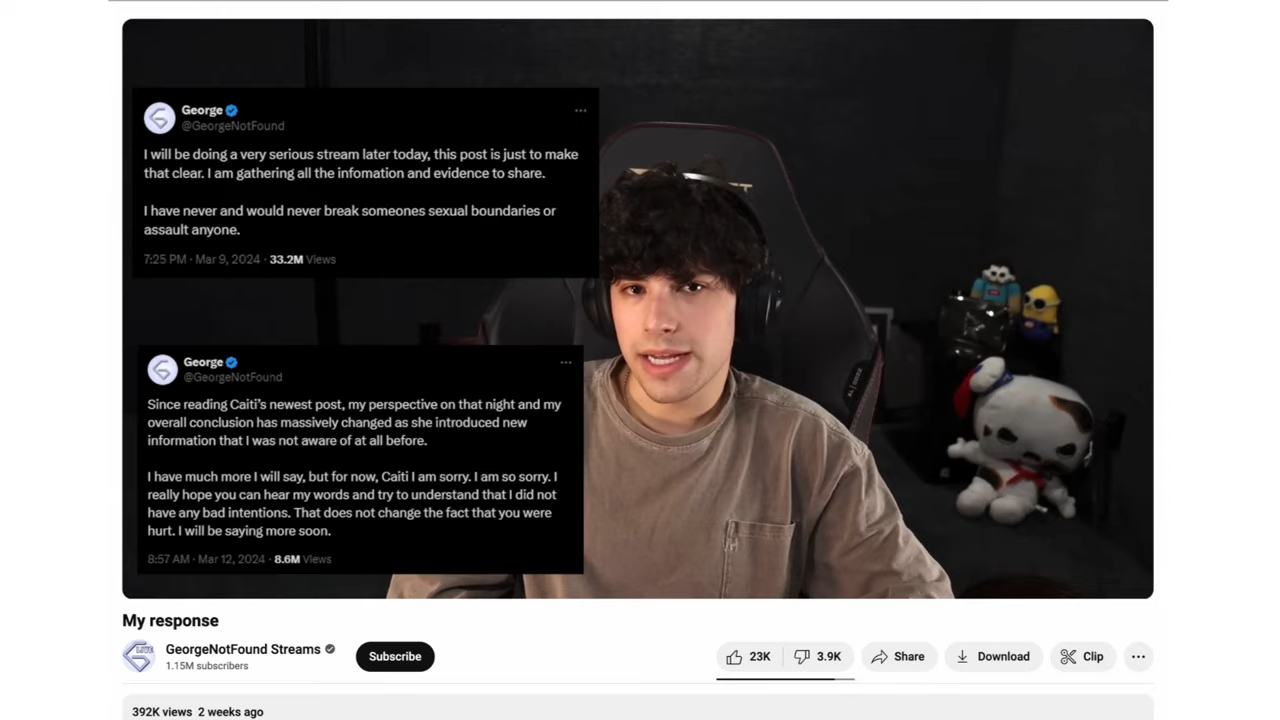 George
@GeorgeNotFound
I will be doing a very serious stream later today, this post is just to make
that clear. I am gathering all the infomation and evidence to share.
I have never and would never break someones sexual boundaries or
assault anyone.
7:25 PM · Mar 9, 2024 · 33.2M Views
George
@GeorgeNotFound
Since reading Caiti's newest post, my perspective on that night and my
overall conclusion has massively changed as she introduced new
information that I was not aware of at all before.
I have much more I will say, but for now, Caiti I am sorry. I am so sorry. I
really hope you can hear my words and try to understand that I did not
have any bad intentions. That does not change the fact that you were
hurt. I will be saying more soon.
8:57 AM · Mar 12, 2024 · 8.6M Views
My response
GeorgeNotFound Streams
1.15M subscribers
Subscribe
23K
3.9K
Share
Download
Clip
392K views 2 weeks ago